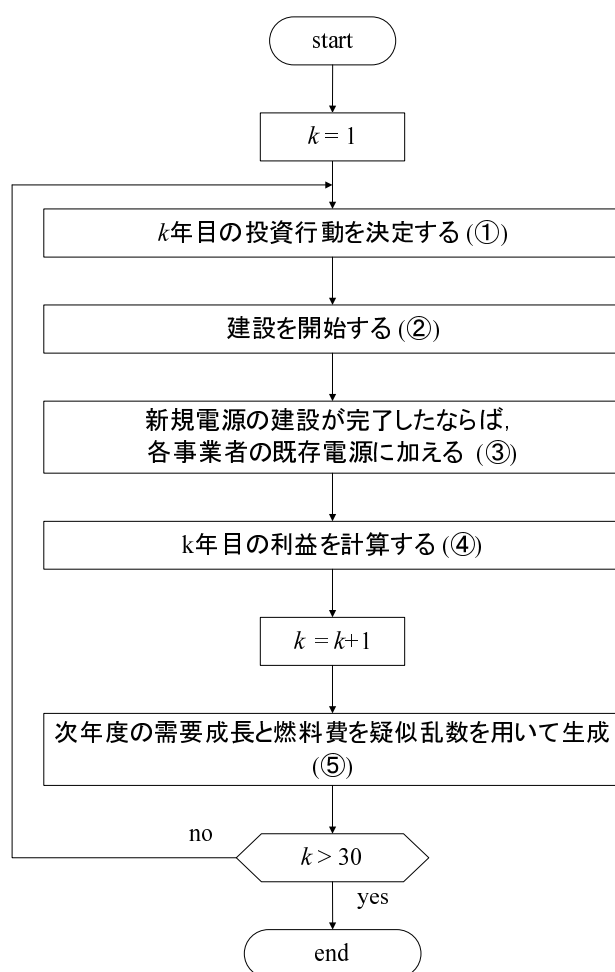 start
k = 1
k年目の投資行動を決定する (①)
建設を開始する (②)
新規電源の建設が完了したならば,
各事業者の既存電源に加える (③)
k年目の利益を計算する (④)
k = k+1
次年度の需要成長と燃料費を疑似乱数を用いて生成
(⑤)
no
k > 30
yes
end